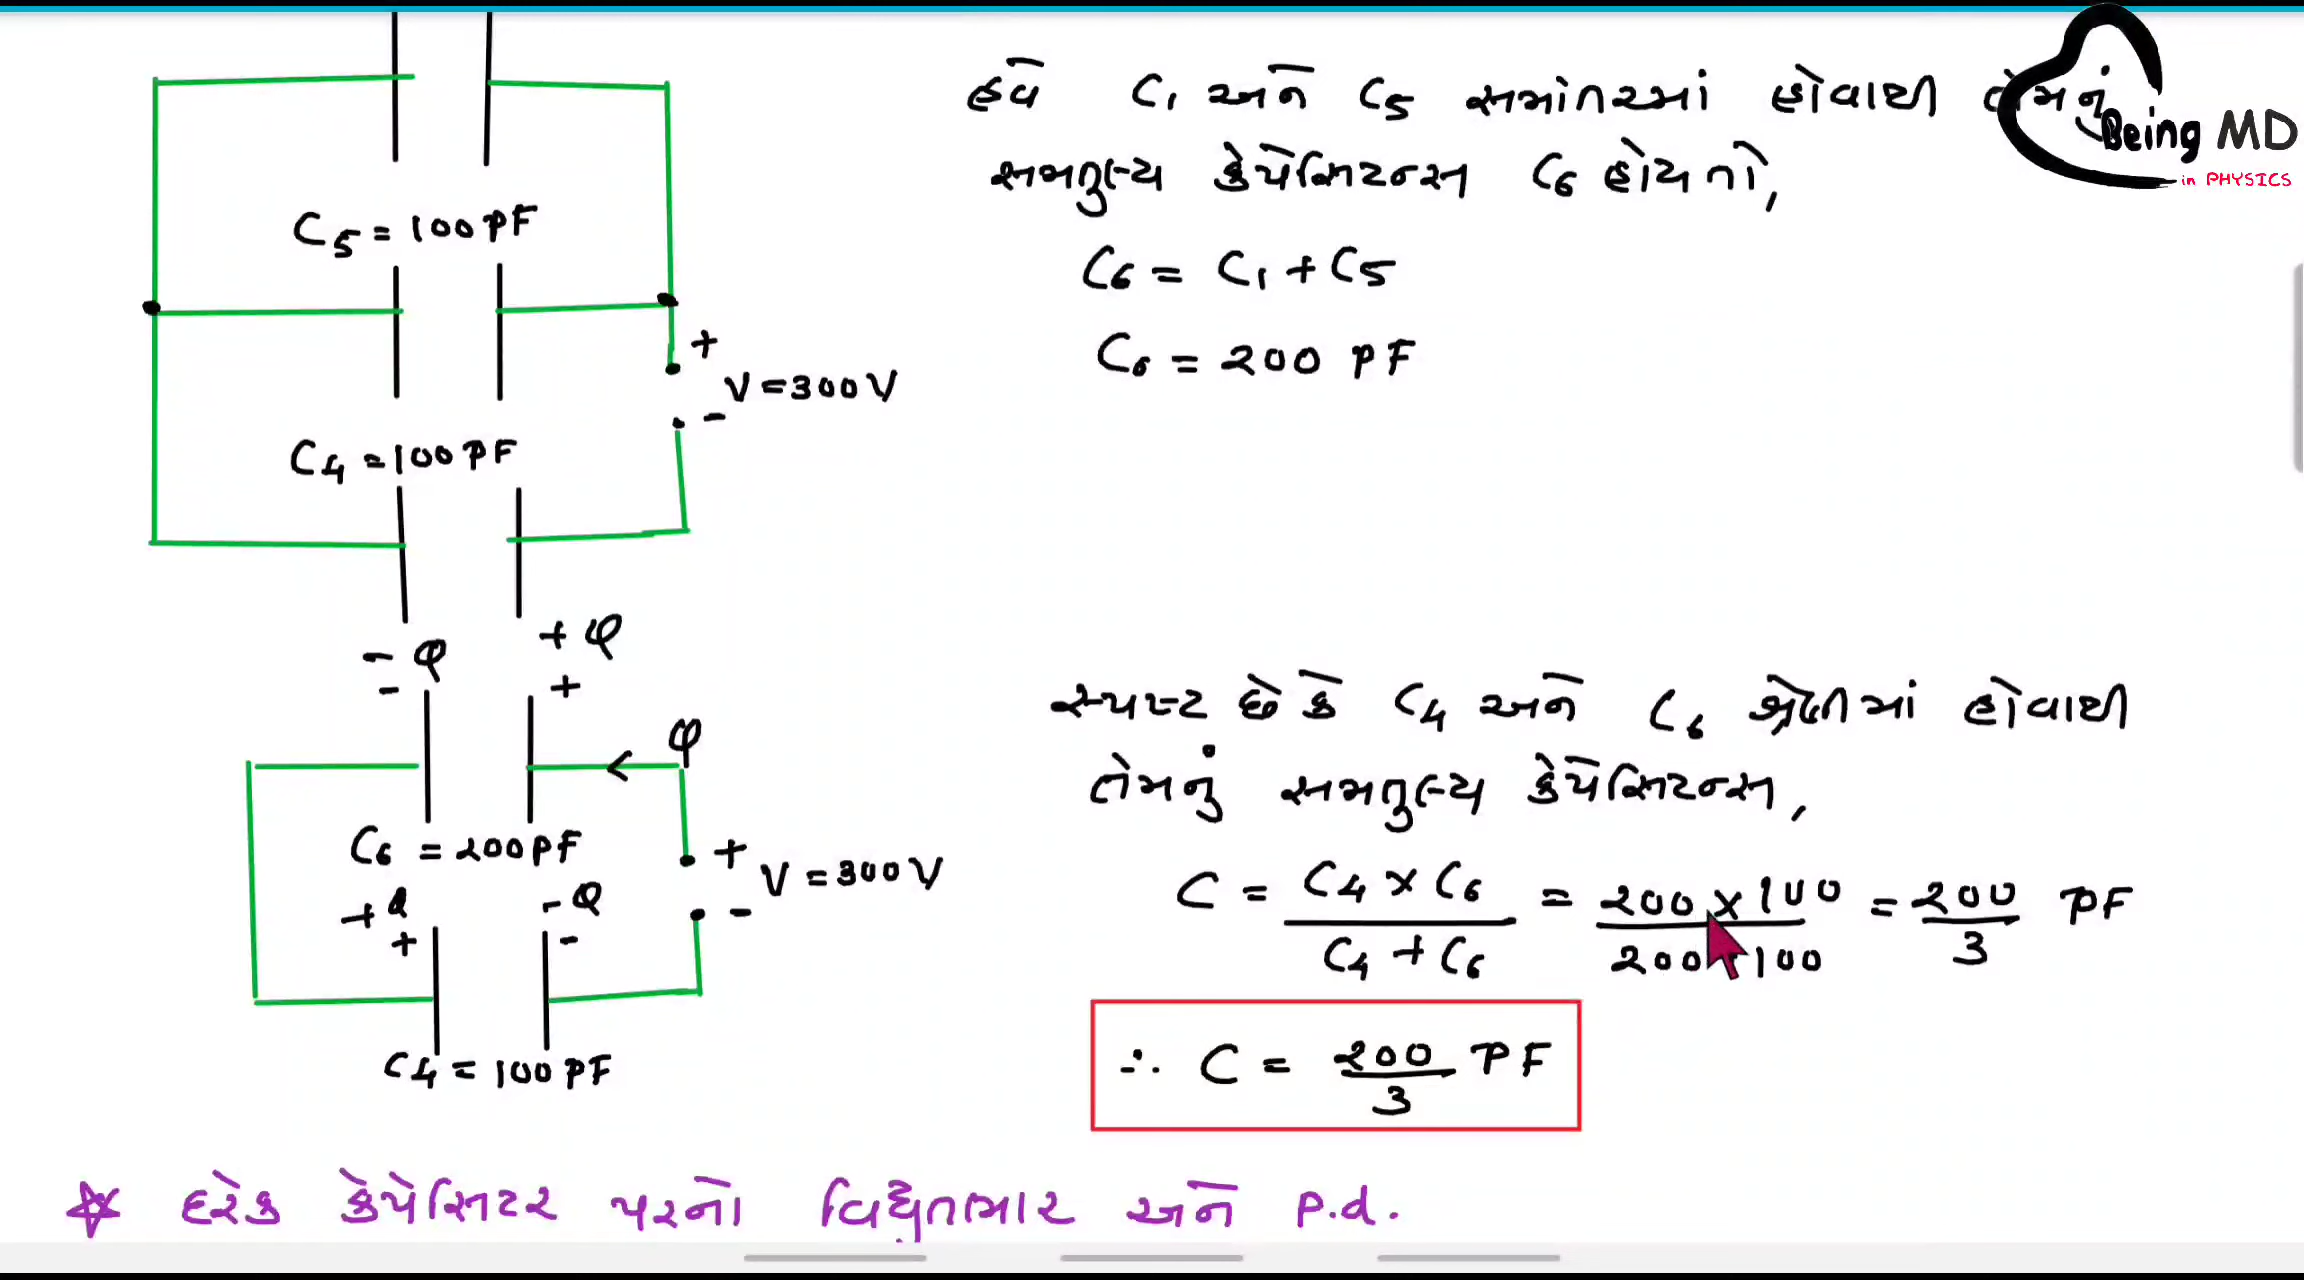 હવે C₁ અને C₅ સમાંતરમાં હોવાથી તેમનું
સમતુલ્ય કેપેસિટન્સ C₆ હોય તો,
C₆ = C₁ + C₅
C₆ = 200 PF
Being MD
in PHYSICS
C₅ = 100 PF
+
V = 300 V
-
C₄ = 100 PF
- Q
+ Q
-
+
Q
C₆ = 200 PF
+
V = 300 V
-
+ Q
- Q
+
-
C₄ = 100 PF
સ્પષ્ટ છે કે C₄ અને C₆ શ્રેણીમાં હોવાથી
તેમનું સમતુલ્ય કેપેસિટન્સ,
C = C₄ × C₆ / C₄ + C₆ = 200 × 100 / 200 + 100 = 200 / 3 PF
∴ C = 200 / 3 PF
☆ દરેક કેપેસિટર પરનો વિદ્યુતભાર અને P.d.